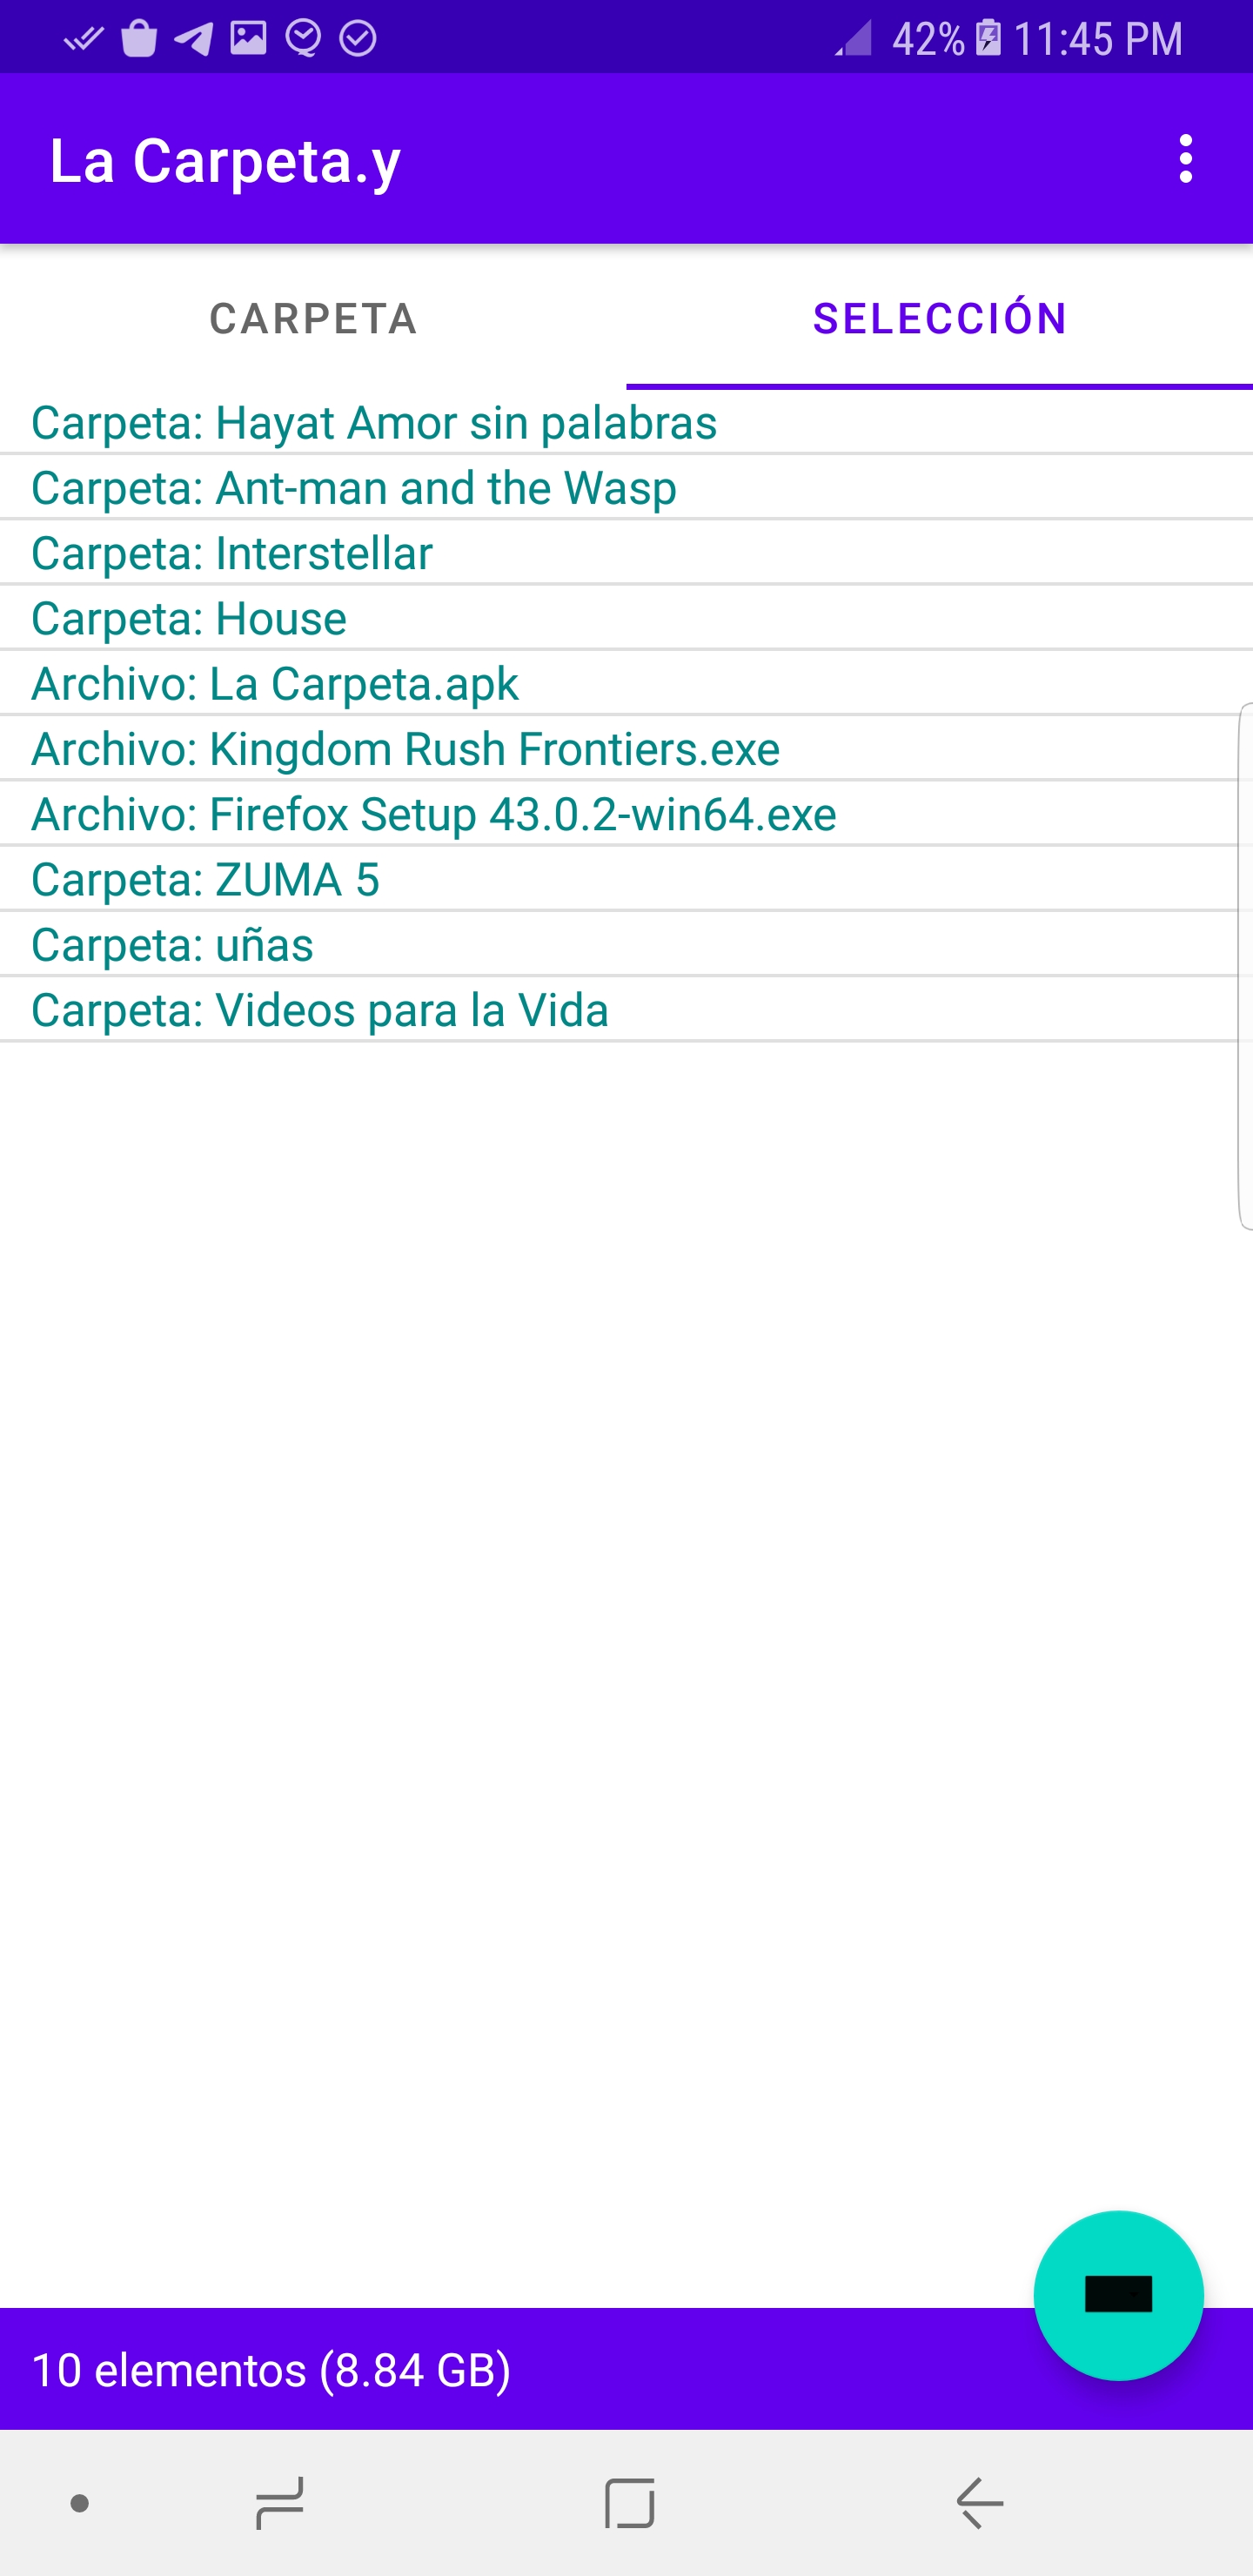 42% 11:45 PM
La Carpeta.y
CARPETA SELECCIÓN
Carpeta: Hayat Amor sin palabras
Carpeta: Ant-man and the Wasp
Carpeta: Interstellar
Carpeta: House
Archivo: La Carpeta.apk
Archivo: Kingdom Rush Frontiers.exe
Archivo: Firefox Setup 43.0.2-win64.exe
Carpeta: ZUMA 5
Carpeta: uñas
Carpeta: Videos para la Vida
10 elementos (8.84 GB)